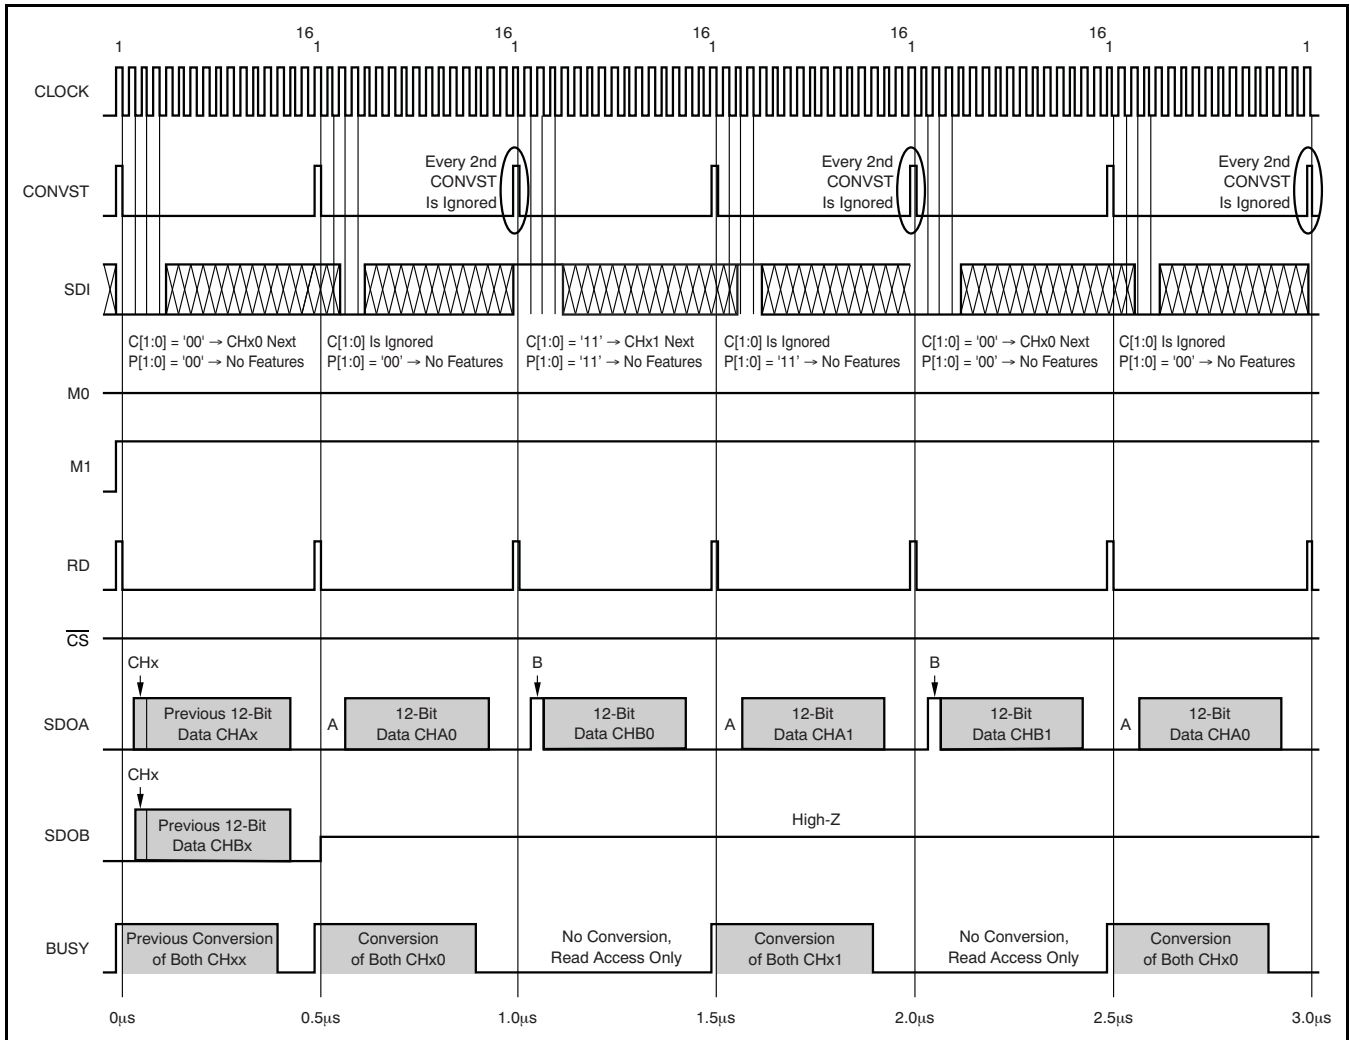 16 16 16 16 16
1 1 1 1 1 1 1
CLOCK
CONVST
Every 2nd
CONVST
Is Ignored
Every 2nd
CONVST
Is Ignored
Every 2nd
CONVST
Is Ignored
SDI
C[1:0] = '00' → CHx0 Next
P[1:0] = '00' → No Features
C[1:0] Is Ignored
P[1:0] = '00’ → No Features
C[1:0] = '11’ → CHx1 Next
P[1:0] = '11’ → No Features
C[1:0] Is Ignored
P[1:0] = '11’ → No Features
C[1:0] = '00’ → CHx0 Next
P[1:0] = '00’ → No Features
C[1:0] Is Ignored
P[1:0] = '00’ → No Features
M0
M1
RD
CS
SDOA
CHx
Previous 12-Bit
Data CHAx
A
12-Bit
Data CHA0
B
12-Bit
Data CHB0
A
12-Bit
Data CHA1
B
12-Bit
Data CHB1
A
12-Bit
Data CHA0
SDOB
CHx
Previous 12-Bit
Data CHBx
High-Z
BUSY
Previous Conversion
of Both CHxx
Conversion
of Both CHx0
No Conversion,
Read Access Only
Conversion
of Both CHx1
No Conversion,
Read Access Only
Conversion
of Both CHx0
0µs 0.5µs 1.0µs 1.5µs 2.0µs 2.5µs 3.0µs